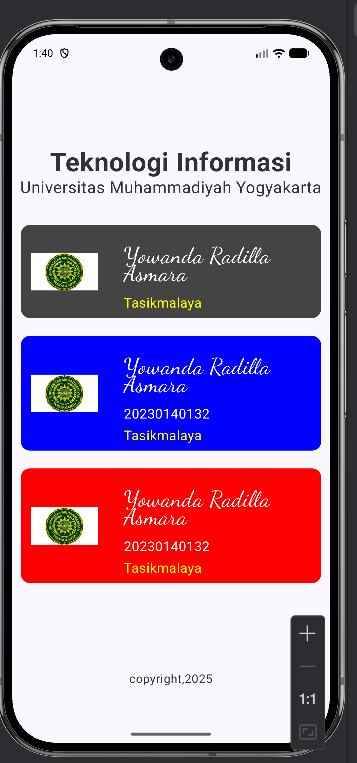 1:40
Teknologi Informasi
Universitas Muhammadiyah Yogyakarta
Yowanda Radilla
Asmara
Tasikmalaya
Yowanda Radilla
Asmara
20230140132
Tasikmalaya
Yowanda Radilla
Asmara
20230140132
Tasikmalaya
copyright,2025
1:1